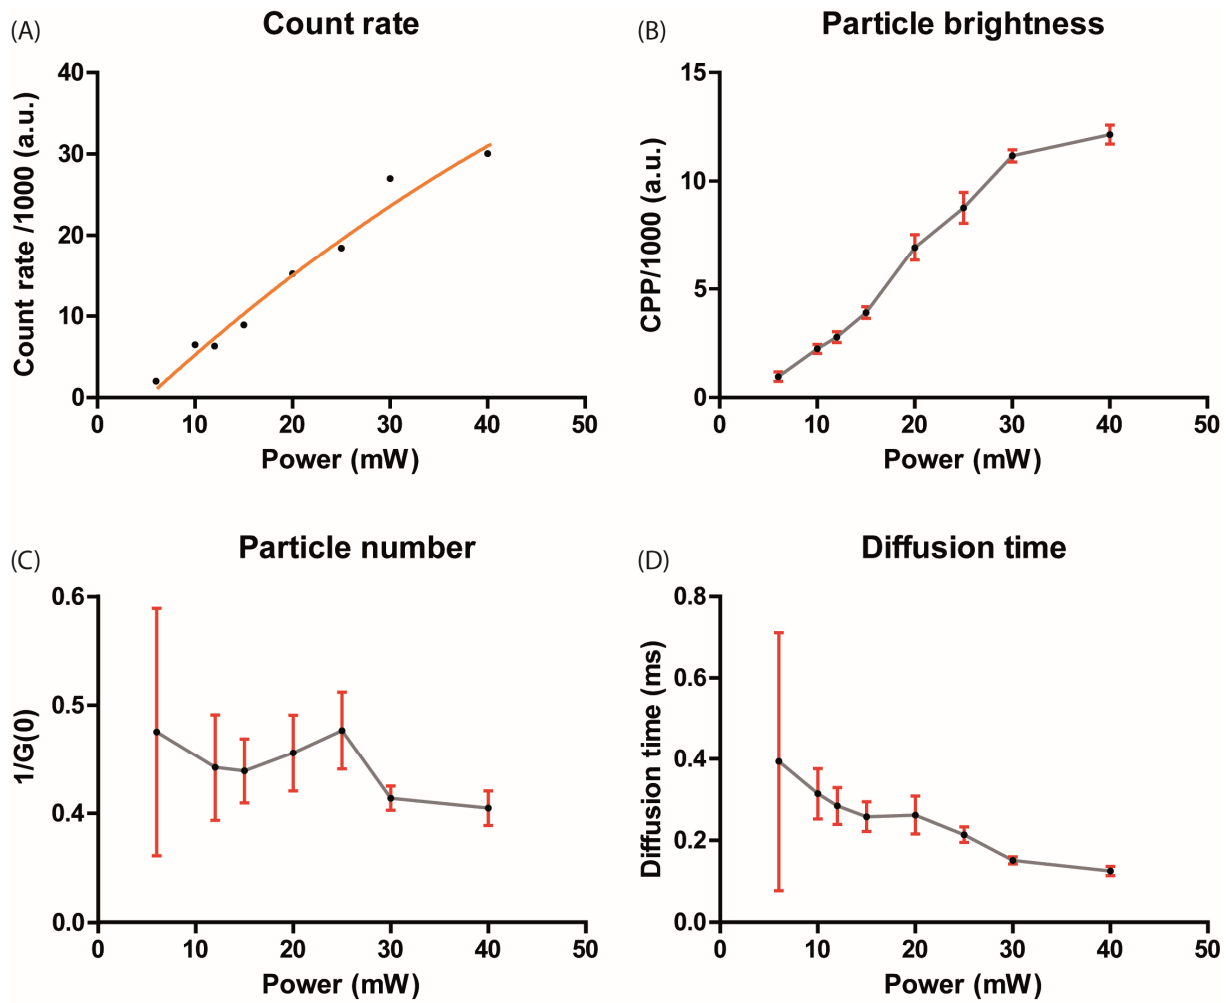 (A) Count rate
Count rate /1000 (a.u.)
40
30
20
10
0
0 10 20 30 40 50
Power (mW)
(B) Particle brightness
CPP/1000 (a.u.)
15
10
5
0
0 10 20 30 40 50
Power (mW)
(C) Particle number
1/G(0)
0.6
0.5
0.4
0.0
0 10 20 30 40 50
Power (mW)
(D) Diffusion time
Diffusion time (ms)
0.8
0.6
0.4
0.2
0.0
0 10 20 30 40 50
Power (mW)